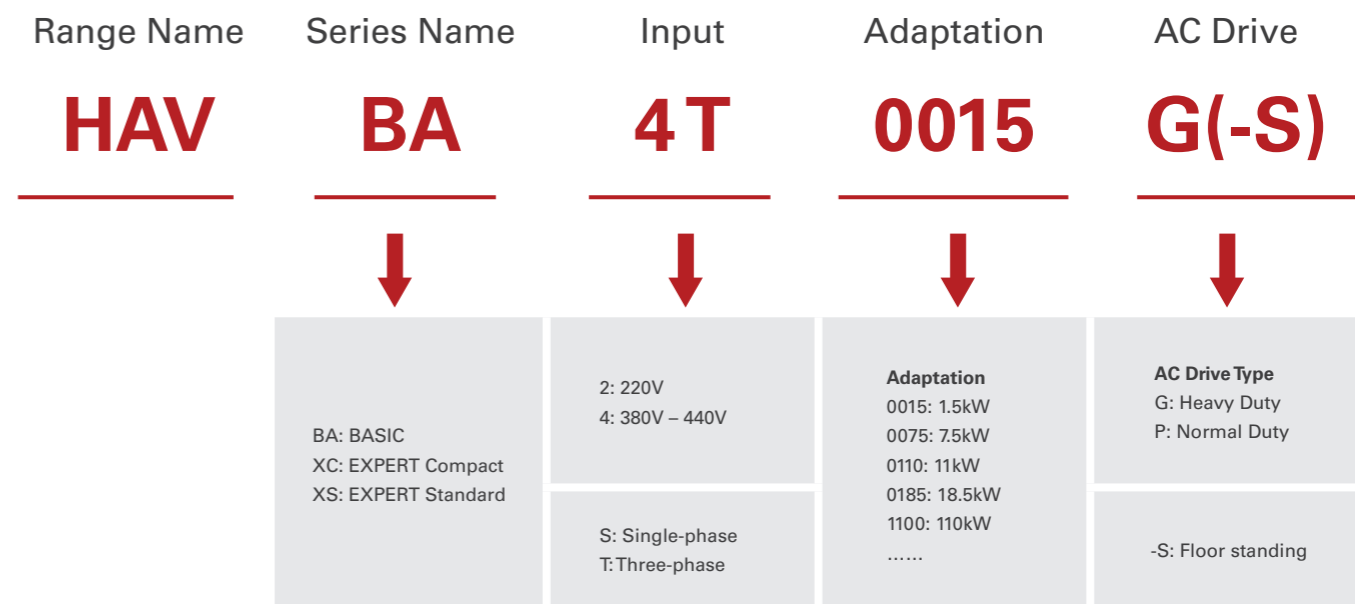 Range Name
Series Name
Input
Adaptation
AC Drive
HAV
BA
4T
0015
G(-S)
BA: BASIC
XC: EXPERT Compact
XS: EXPERT Standard
2: 220V
4: 380V – 440V
S: Single-phase
T: Three-phase
Adaptation
0015: 1.5kW
0075: 7.5kW
0110: 11kW
0185: 18.5kW
1100: 110kW
......
AC Drive Type
G: Heavy Duty
P: Normal Duty
-S: Floor standing